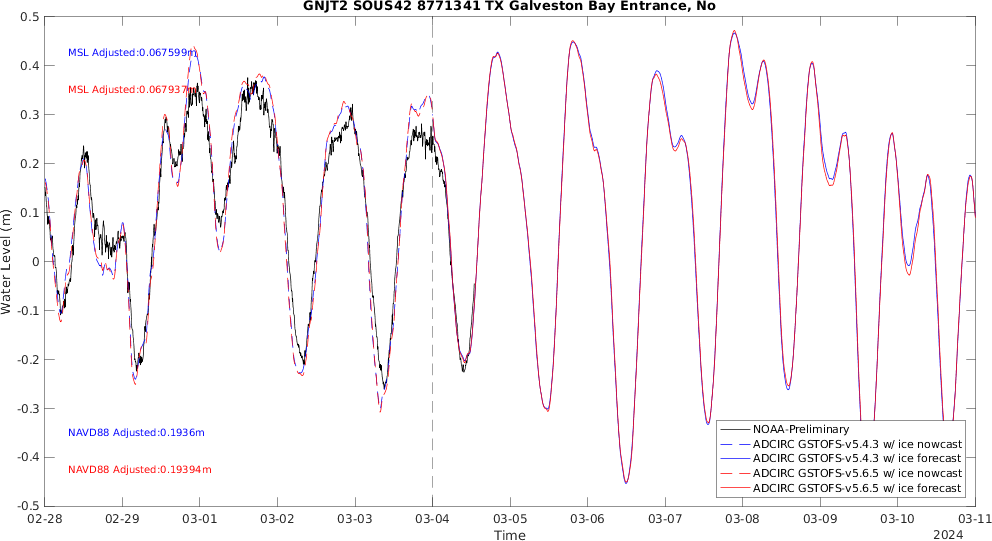 GNJT2 SOUS42 8771341 TX Galveston Bay Entrance, No
MSL Adjusted:0.067599m
MSL Adjusted:0.067937
NAVD88 Adjusted:0.1936m
NAVD88 Adjusted:0.19394m
Water Level (m)
0.5
0.4
0.3
0.2
0.1
0
-0.1
-0.2
-0.3
-0.4
-0.5
NOAA-Preliminary
ADCIRC GSTOFS-v5.4.3 w/ ice nowcast
ADCIRC GSTOFS-v5.4.3 w/ ice forecast
ADCIRC GSTOFS-v5.6.5 w/ ice nowcast
ADCIRC GSTOFS-v5.6.5 w/ ice forecast
02-28 02-29 03-01 03-02 03-03 03-04 03-05 03-06 03-07 03-08 03-09 03-10 03-11
Time
2024